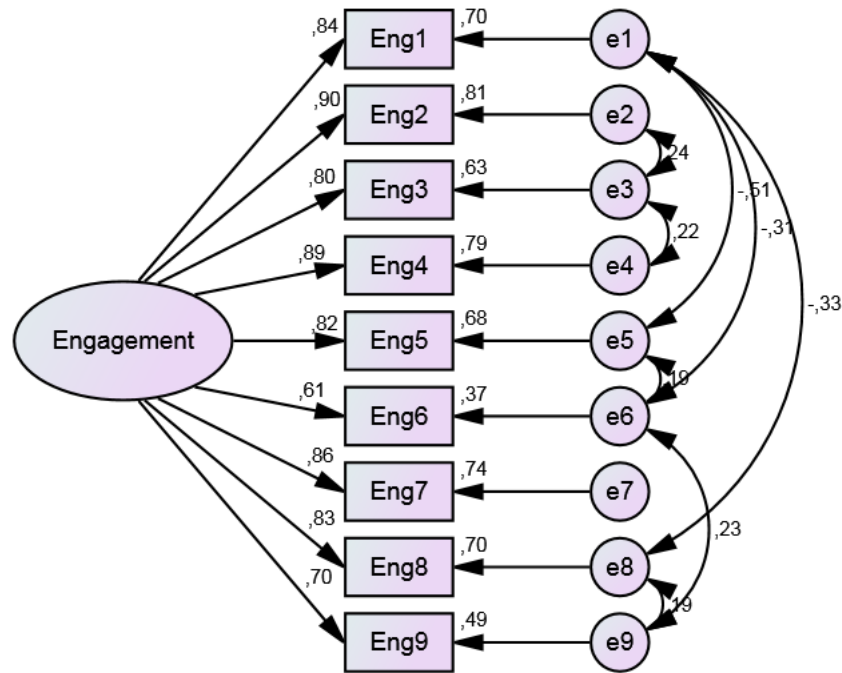 ,84
Eng1
,70
e1
,90
Eng2
,81
e2
,24
,80
Eng3
,63
e3
-,51
-,31
,22
,89
Eng4
,79
e4
-,33
Engagement
,82
Eng5
,68
e5
,19
,61
Eng6
,37
e6
,86
Eng7
,74
e7
,23
,83
Eng8
,70
e8
,19
,70
Eng9
,49
e9